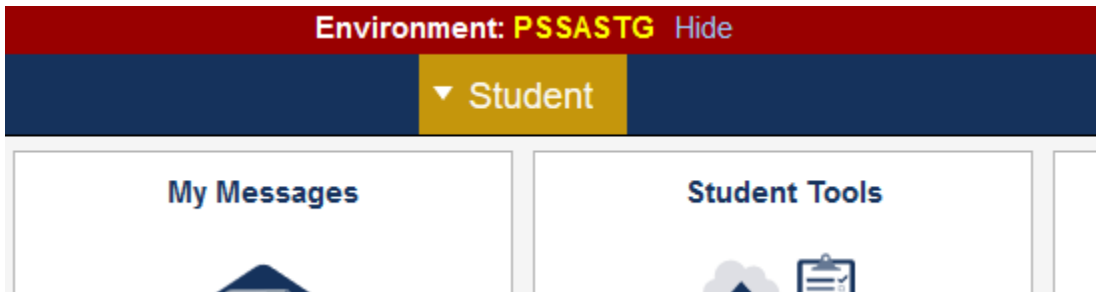 Environment: PSSASTG Hide
Student
My Messages
Student Tools